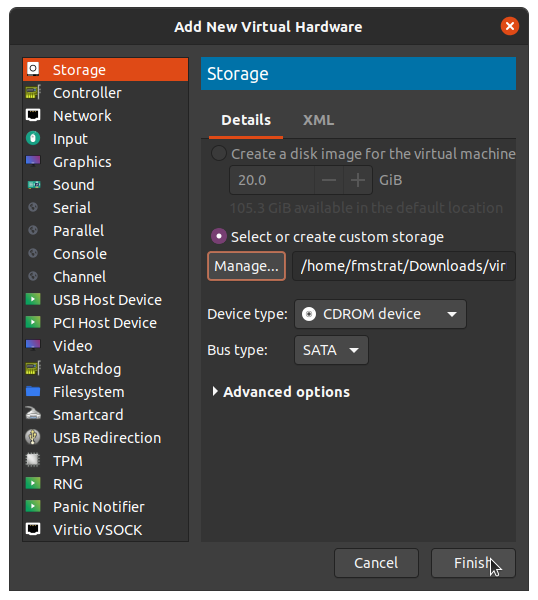 Add New Virtual Hardware
Storage
Controller
Network
Input
Graphics
Sound
Serial
Parallel
Console
Channel
USB Host Device
PCI Host Device
Video
Watchdog
Filesystem
Smartcard
USB Redirection
TPM
RNG
Panic Notifier
Virtio VSOCK
Storage
Details XML
Create a disk image for the virtual machine
20.0 − + GiB
105.3 GiB available in the default location
Select or create custom storage
Manage... /home/fmstrat/Downloads/vir
Device type: CDROM device
Bus type: SATA
Advanced options
Cancel Finish